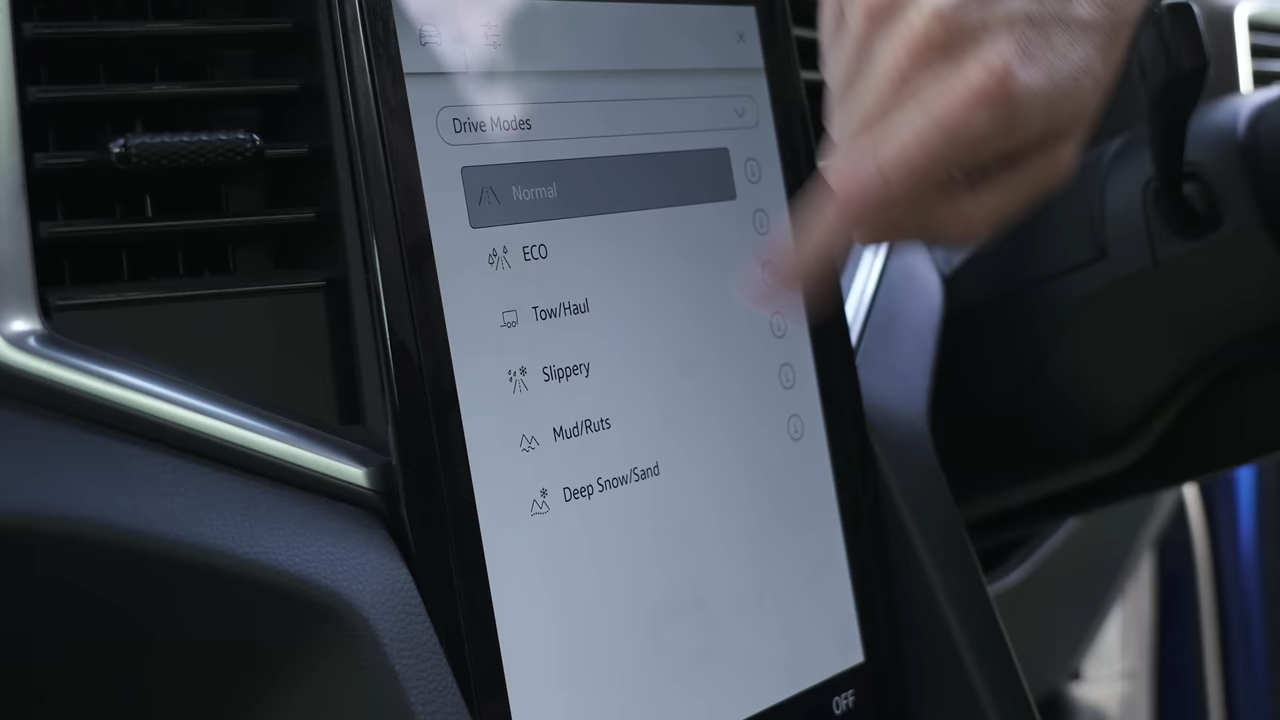 Drive Modes
Normal
ECO
Tow/Haul
Slippery
Mud/Ruts
Deep Snow/Sand
OFF